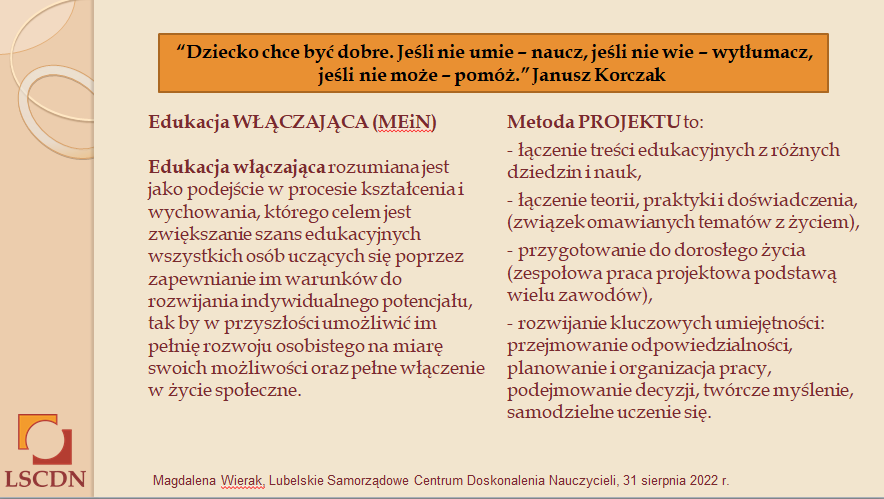 “Dziecko chce być dobre. Jeśli nie umie – naucz, jeśli nie wie – wytłumacz,
jeśli nie może – pomóż.” Janusz Korczak
Edukacja WŁĄCZAJĄCA (MEiN)
Edukacja włączająca rozumiana jest
jako podejście w procesie kształcenia i
wychowania, którego celem jest
zwiększanie szans edukacyjnych
wszystkich osób uczących się poprzez
zapewnianie im warunków do
rozwijania indywidualnego potencjału,
tak by w przyszłości umożliwić im
pełnię rozwoju osobistego na miarę
swoich możliwości oraz pełne włączenie
w życie społeczne.
Metoda PROJEKTU to:
- łączenie treści edukacyjnych z różnych
dziedzin i nauk,
- łączenie teorii, praktyki i doświadczenia,
(związek omawianych tematów z życiem),
- przygotowanie do dorosłego życia
(zespołowa praca projektowa podstawą
wielu zawodów),
- rozwijanie kluczowych umiejętności:
przejmowanie odpowiedzialności,
planowanie i organizacja pracy,
podejmowanie decyzji, twórcze myślenie,
samodzielne uczenie się.
LSCDN
Magdalena Wierak, Lubelskie Samorządowe Centrum Doskonalenia Nauczycieli, 31 sierpnia 2022 r.